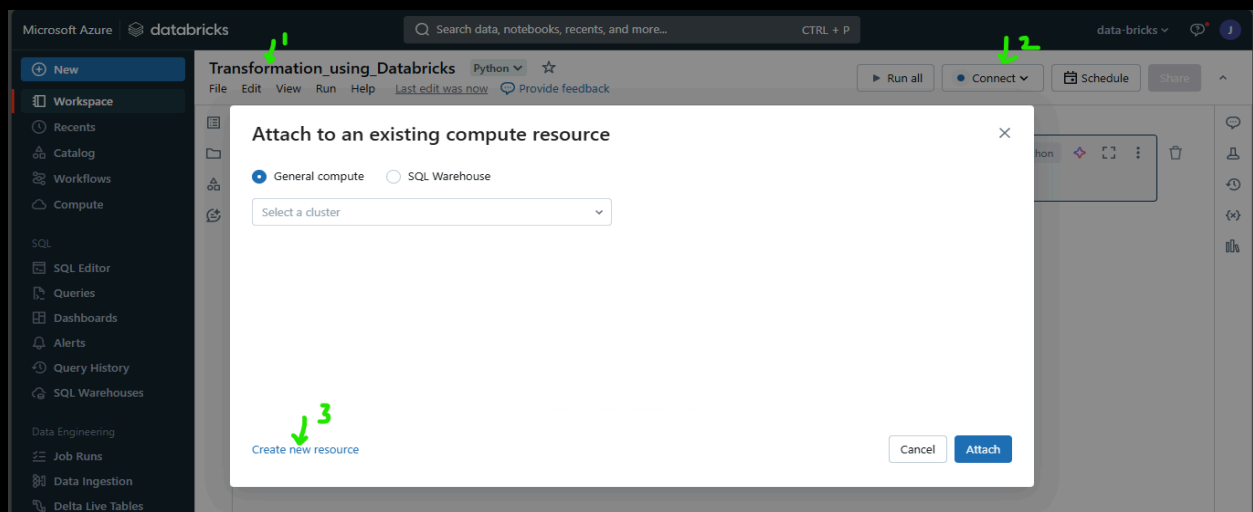 Microsoft Azure databricks
Search data, notebooks, recents, and more... CTRL + P
data-bricks
J
1
2
New
Transformation_using_Databricks Python
Run all Connect Schedule Share
File Edit View Run Help Last edit was now Provide feedback
Workspace
Recents
Catalog
Workflows
Compute
SQL
SQL Editor
Queries
Dashboards
Alerts
Query History
SQL Warehouses
Data Engineering
Job Runs
Data Ingestion
Delta Live Tables
Attach to an existing compute resource
General compute SQL Warehouse
Select a cluster
3
Create new resource
Cancel Attach
hon